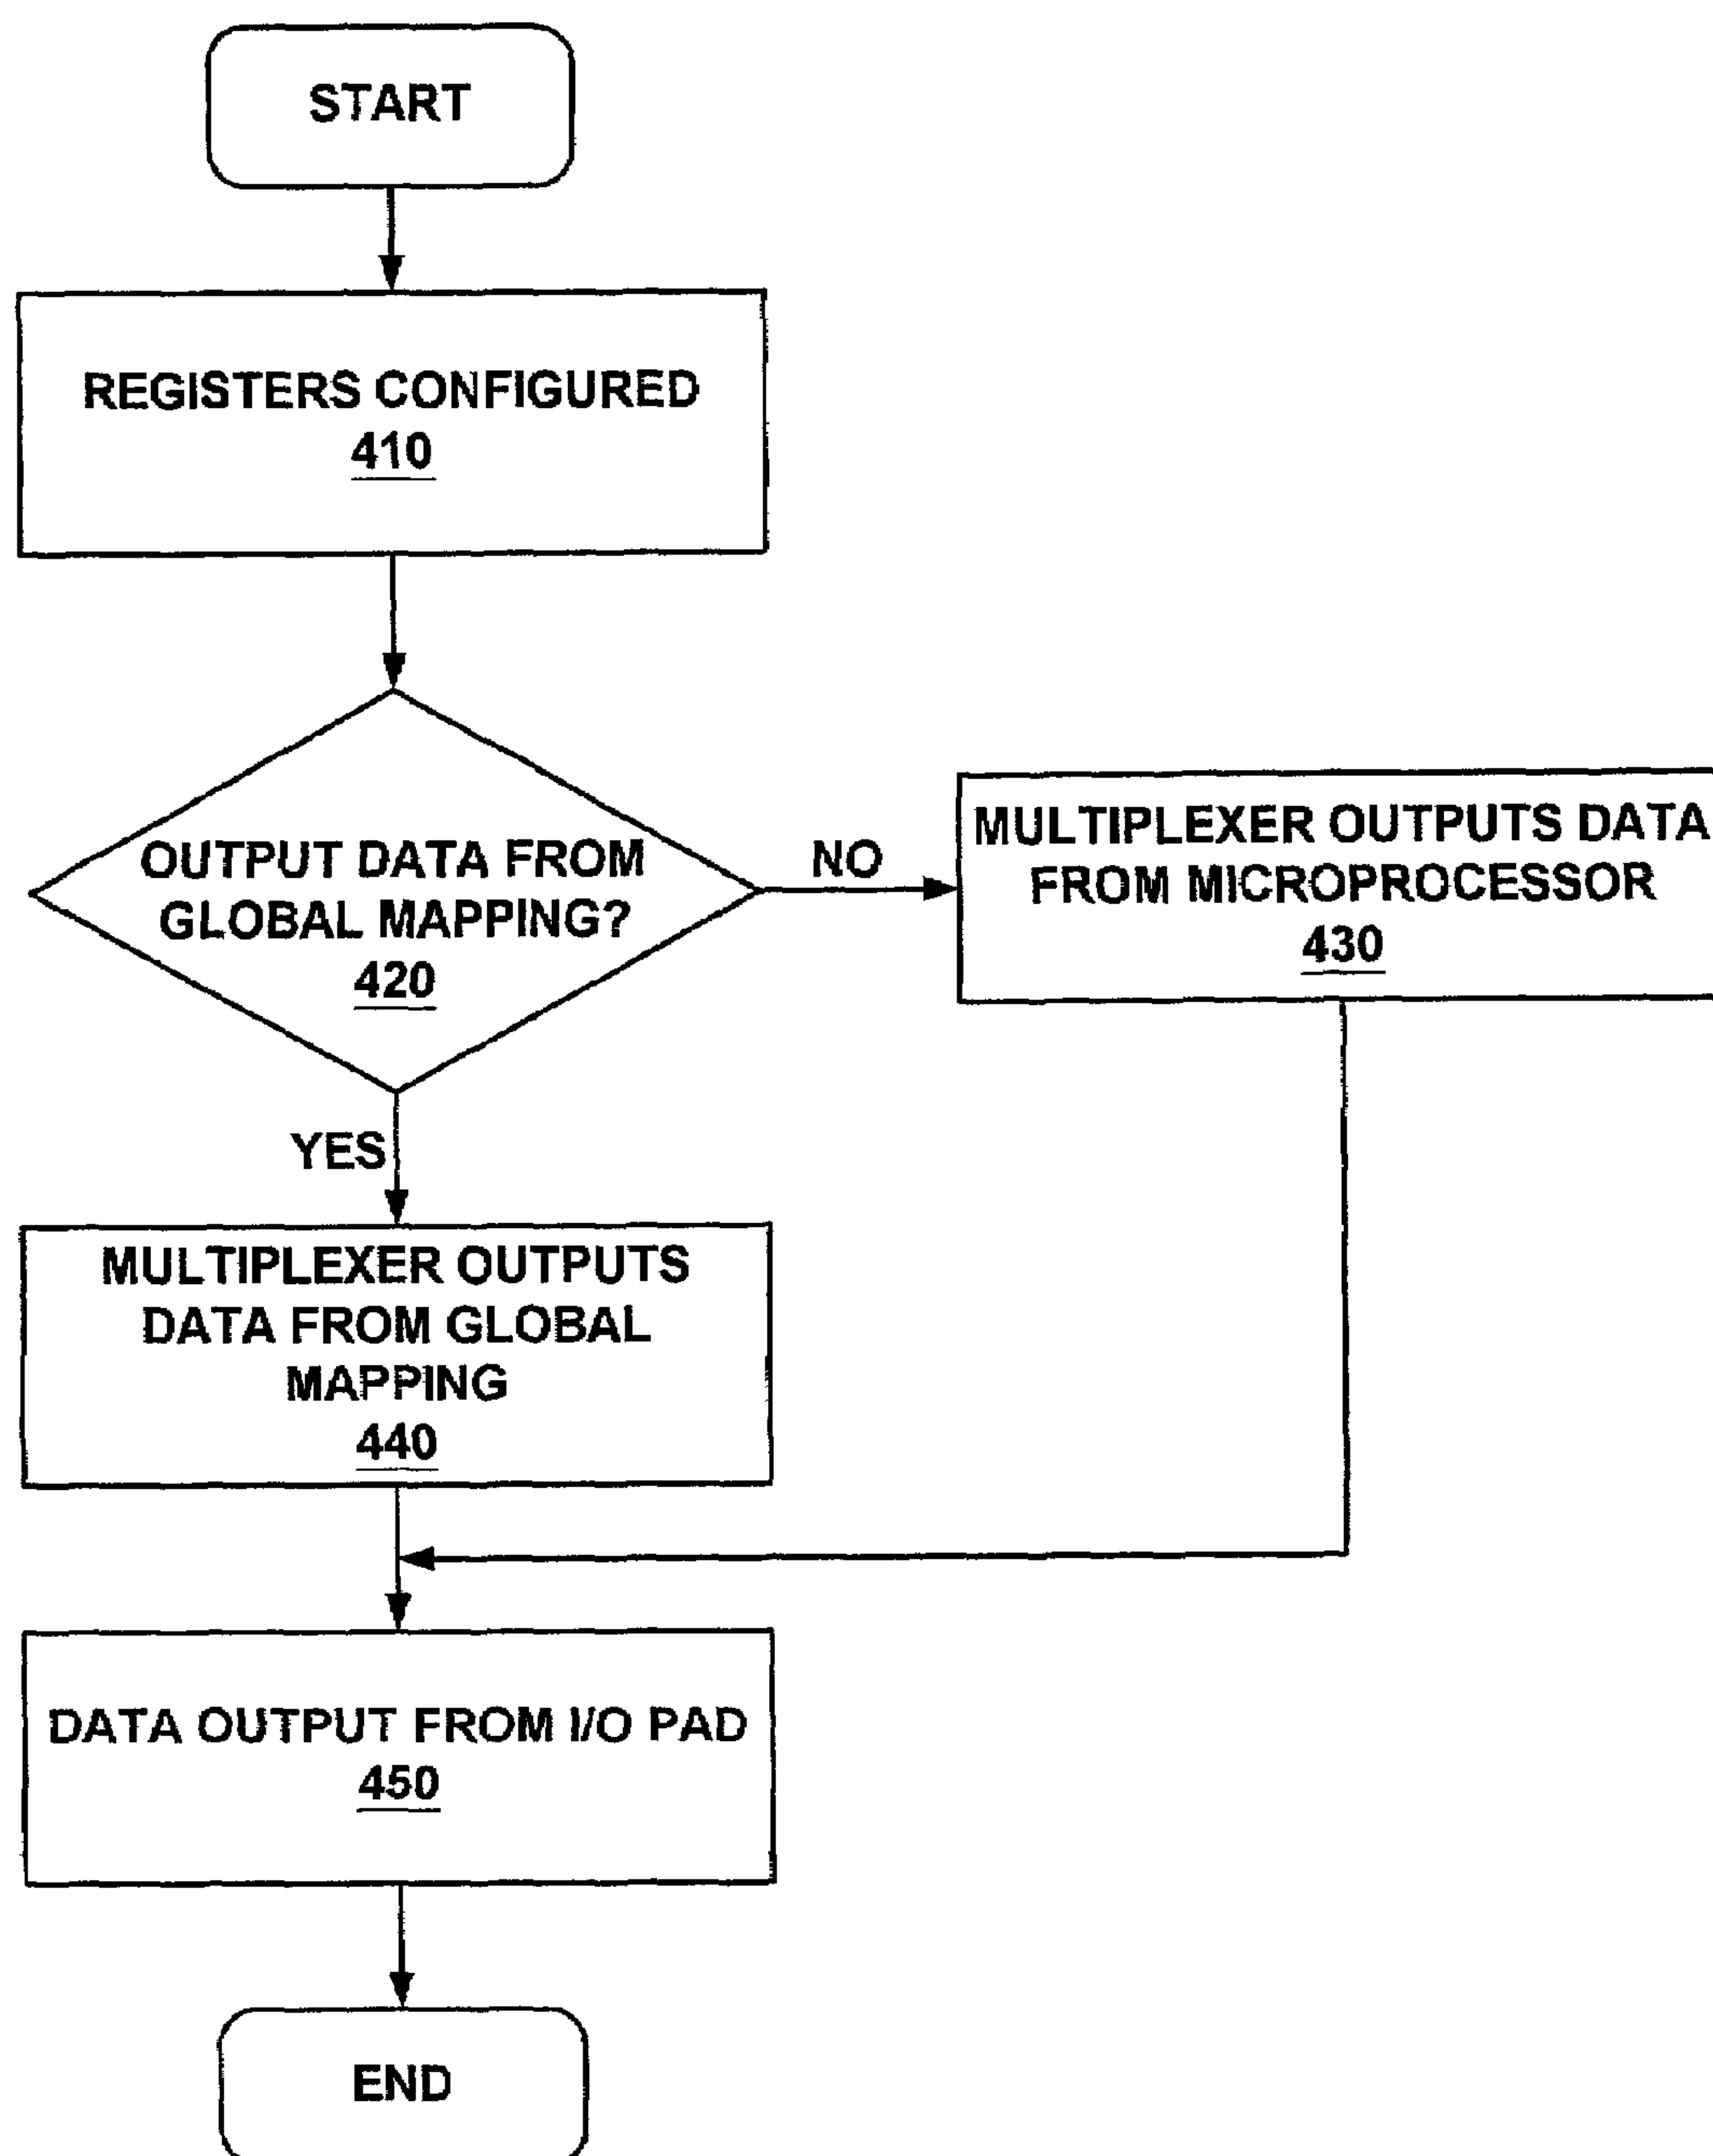 START
REGISTERS CONFIGURED
410
OUTPUT DATA FROM
GLOBAL MAPPING?
420
NO
MULTIPLEXER OUTPUTS DATA
FROM MICROPROCESSOR
430
YES
MULTIPLEXER OUTPUTS
DATA FROM GLOBAL
MAPPING
440
DATA OUTPUT FROM I/O PAD
450
END